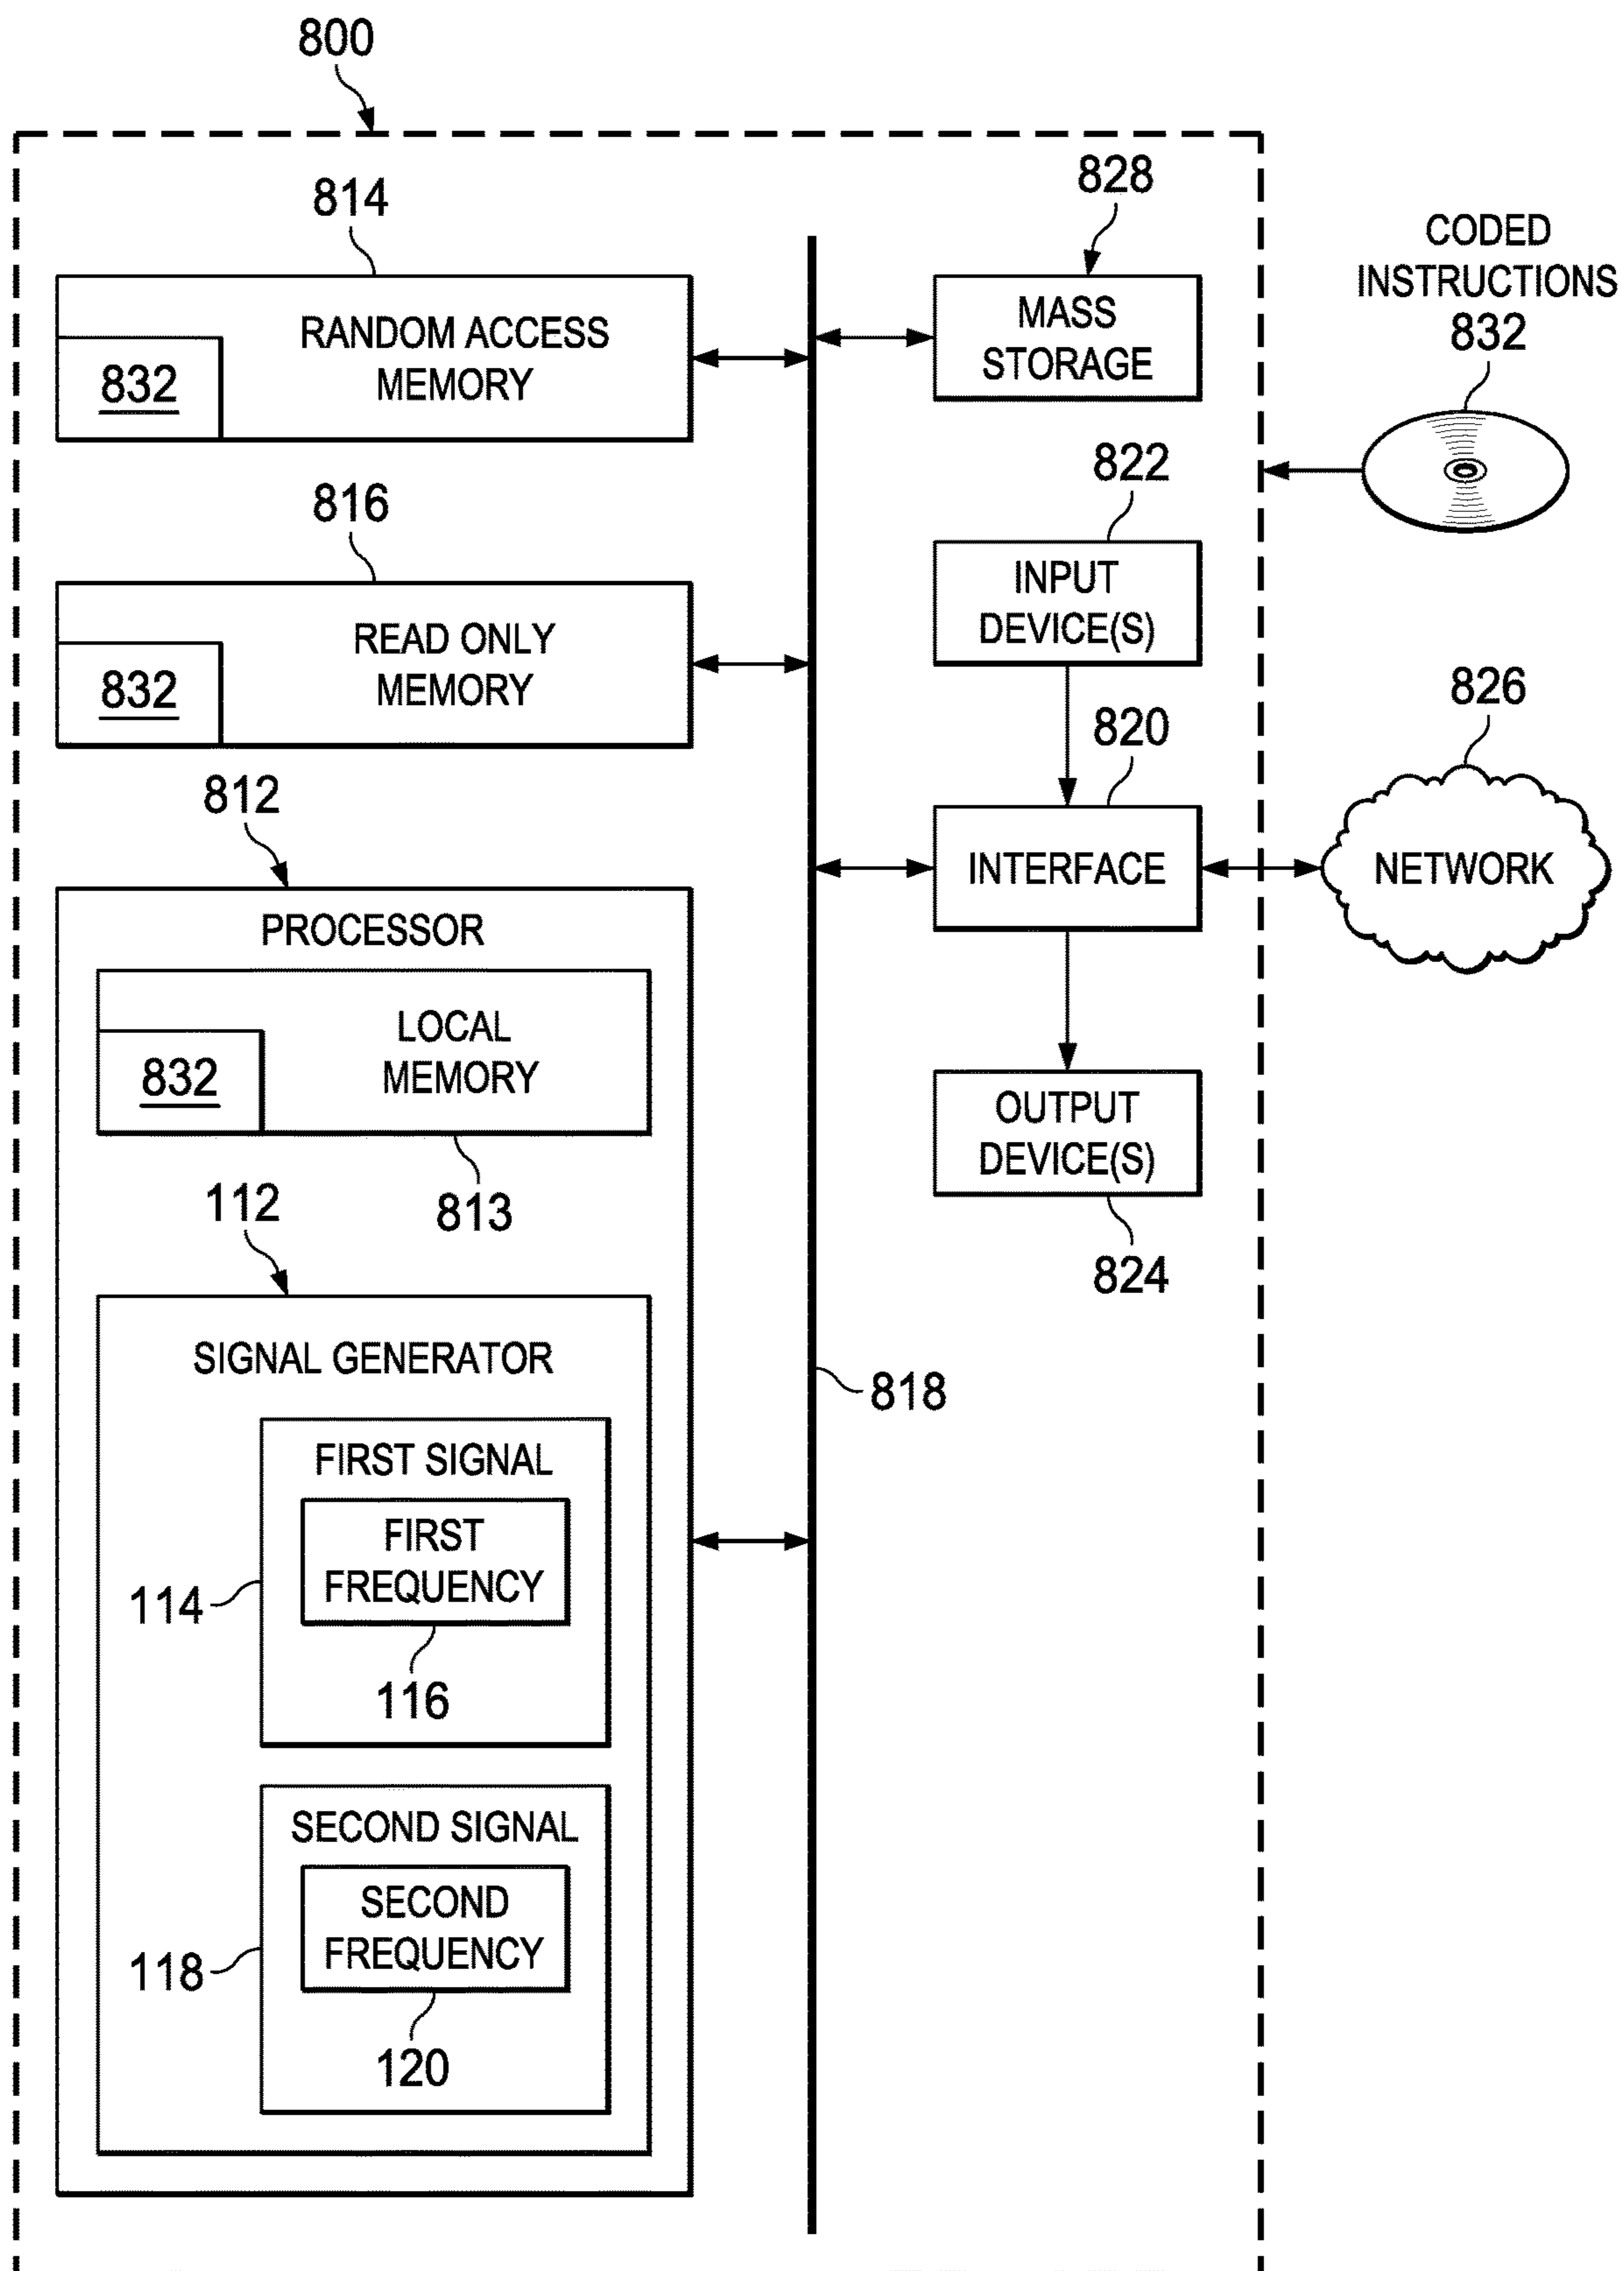 800
814
RANDOM ACCESS
MEMORY
832
816
READ ONLY
MEMORY
832
812
PROCESSOR
LOCAL
MEMORY
832
813
112
SIGNAL GENERATOR
FIRST SIGNAL
FIRST
FREQUENCY
114
116
SECOND SIGNAL
SECOND
FREQUENCY
118
120
818
828
MASS
STORAGE
822
INPUT
DEVICE(S)
820
INTERFACE
OUTPUT
DEVICE(S)
824
CODED
INSTRUCTIONS
832
826
NETWORK